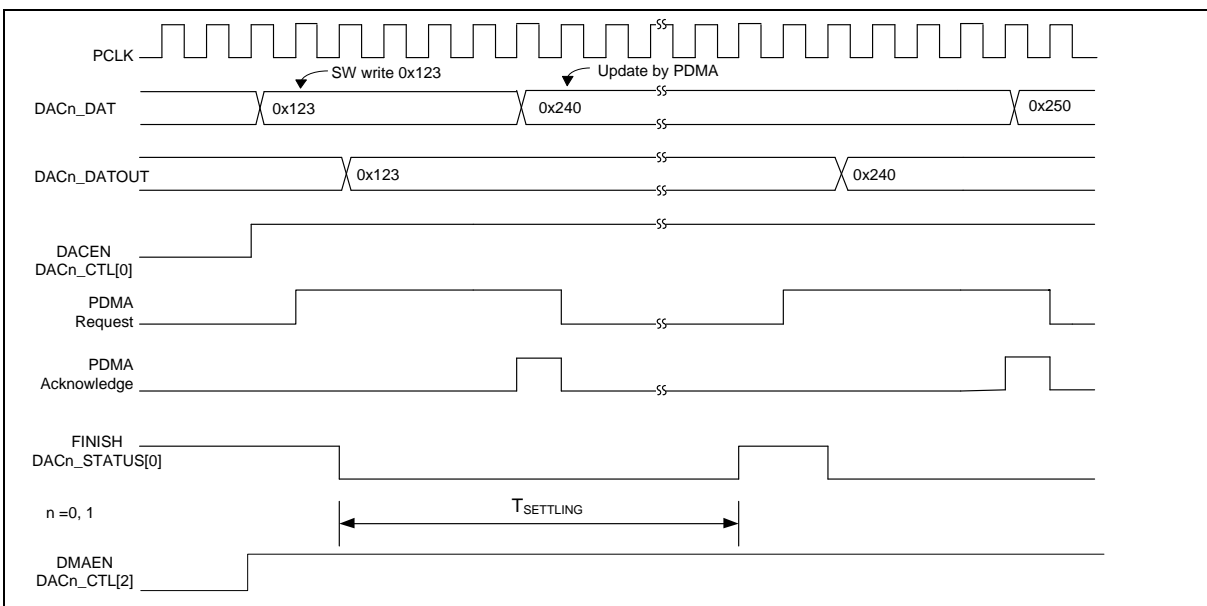 PCLK
SW write 0x123
Update by PDMA
DACn_DAT
0x123
0x240
0x250
DACn_DATOUT
0x123
0x240
DACEN
DACn_CTL[0]
PDMA
Request
PDMA
Acknowledge
FINISH
DACn_STATUS[0]
n =0, 1
TSETTLING
DMAEN
DACn_CTL[2]